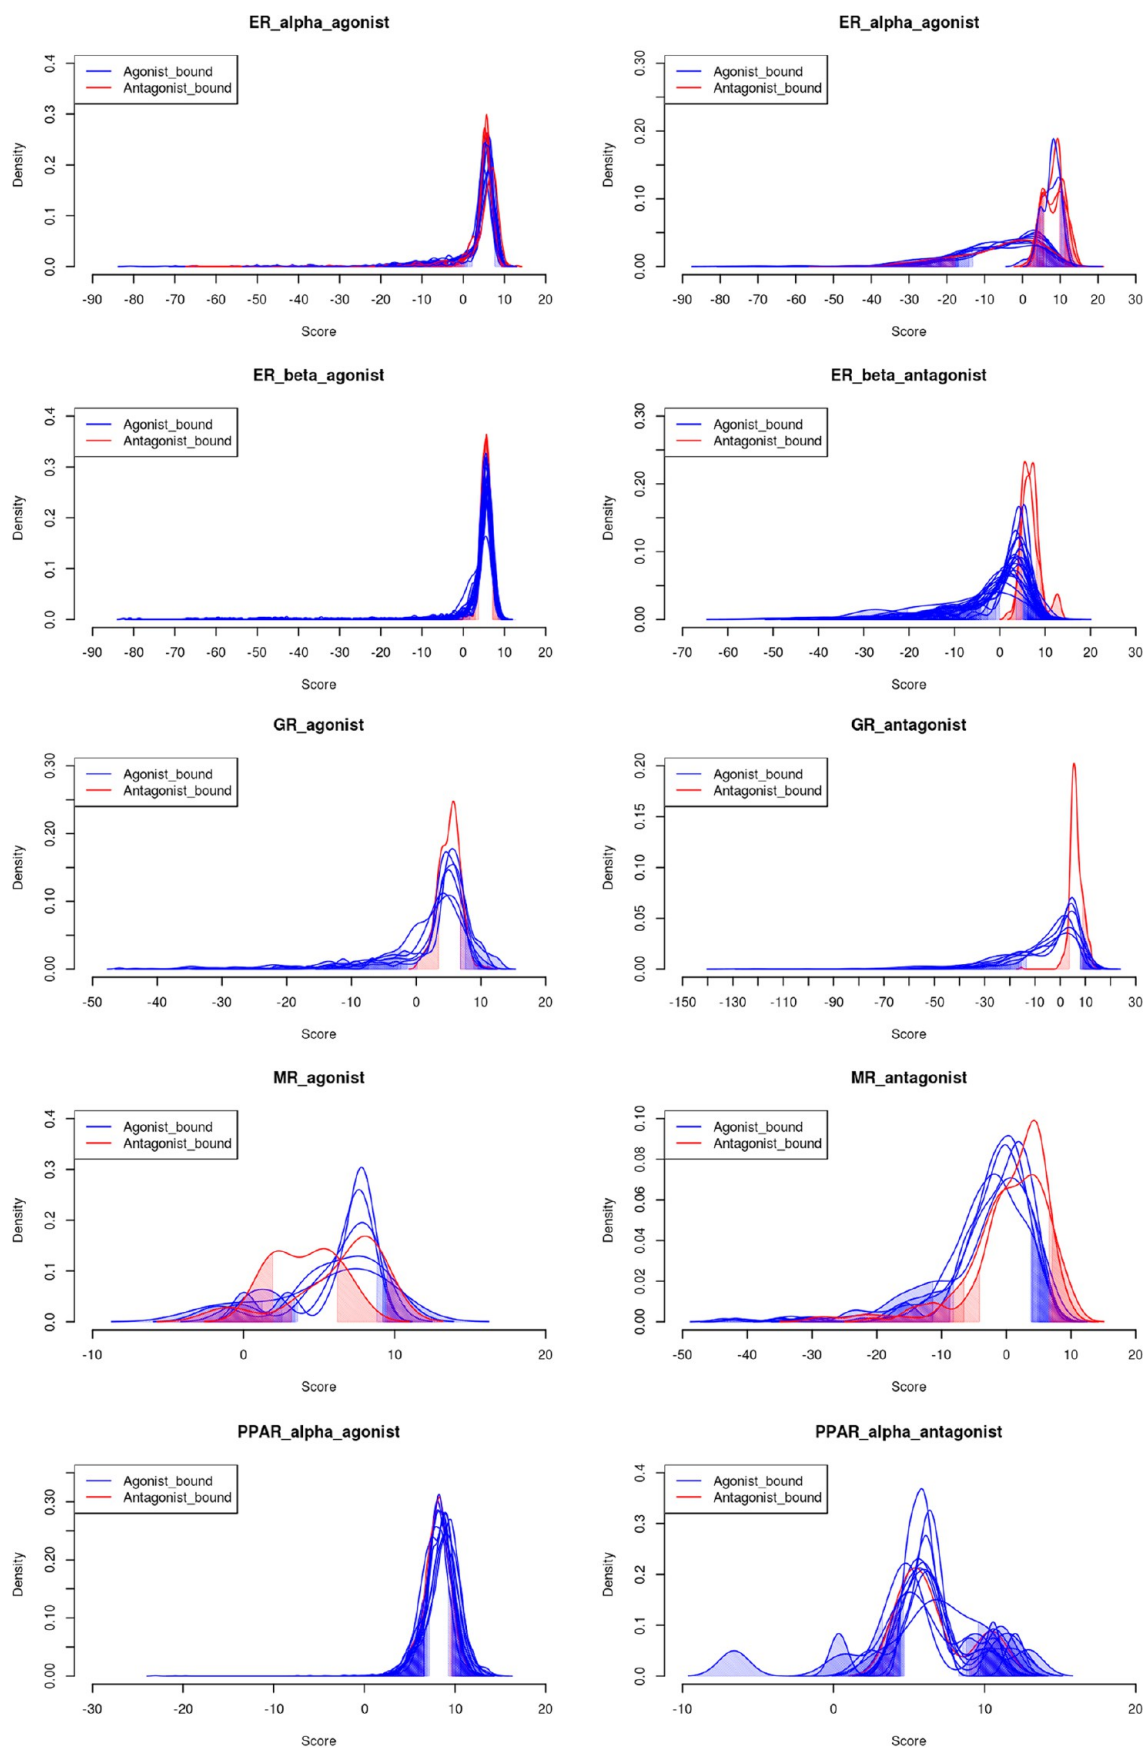 ER_alpha_agonist
Agonist_bound
Antagonist_bound
Density
0.0 0.1 0.2 0.3 0.4
-90 -80 -70 -60 -50 -40 -30 -20 -10 0 10 20
Score
ER_alpha_agonist
Agonist_bound
Antagonist_bound
Density
0.00 0.10 0.20 0.30
-90 -80 -70 -60 -50 -40 -30 -20 -10 0 10 20 30
Score
ER_beta_agonist
Agonist_bound
Antagonist_bound
Density
0.0 0.1 0.2 0.3 0.4
-90 -80 -70 -60 -50 -40 -30 -20 -10 0 10 20
Score
ER_beta_antagonist
Agonist_bound
Antagonist_bound
Density
0.00 0.10 0.20 0.30
-70 -60 -50 -40 -30 -20 -10 0 10 20 30
Score
GR_agonist
Agonist_bound
Antagonist_bound
Density
0.00 0.10 0.20 0.30
-50 -40 -30 -20 -10 0 10 20
Score
GR_antagonist
Agonist_bound
Antagonist_bound
Density
0.00 0.05 0.10 0.15 0.20
-150 -130 -110 -90 -70 -50 -30 -10 0 10 30
Score
MR_agonist
Agonist_bound
Antagonist_bound
Density
0.0 0.1 0.2 0.3 0.4
-10 0 10 20
Score
MR_antagonist
Agonist_bound
Antagonist_bound
Density
0.00 0.02 0.04 0.06 0.08 0.10
-50 -40 -30 -20 -10 0 10 20
Score
PPAR_alpha_agonist
Agonist_bound
Antagonist_bound
Density
0.00 0.10 0.20 0.30
-30 -20 -10 0 10 20
Score
PPAR_alpha_antagonist
Agonist_bound
Antagonist_bound
Density
0.0 0.1 0.2 0.3 0.4
-10 0 10 20
Score